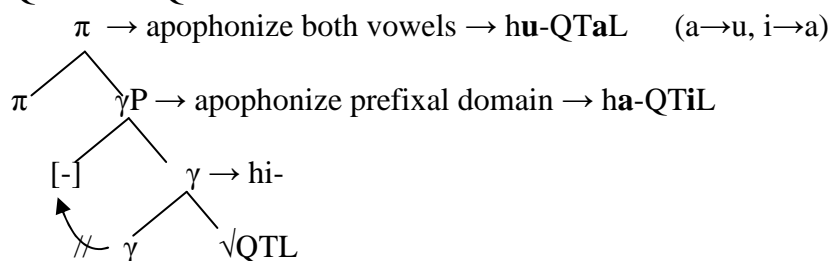 π → apophonize both vowels → hu-QTaL (a→u, i→a)
π γP → apophonize prefixal domain → ha-QTiL
[-] γ → hi-
// γ √QTL